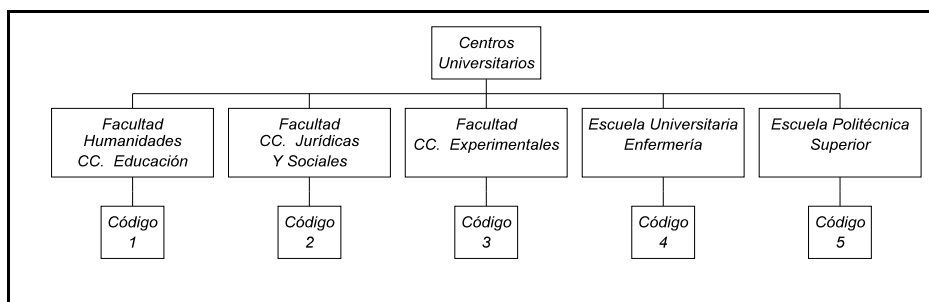 Centros
Universitarios
Facultad
Humanidades
CC. Educación
Facultad
CC. Jurídicas
Y Sociales
Facultad
CC. Experimentales
Escuela Universitaria
Enfermería
Escuela Politécnica
Superior
Código
1
Código
2
Código
3
Código
4
Código
5